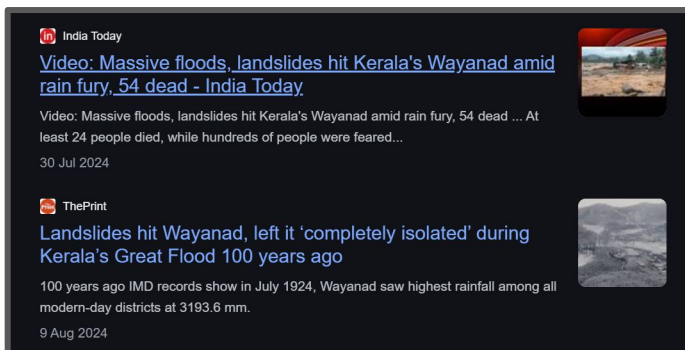 India Today
Video: Massive floods, landslides hit Kerala's Wayanad amid
rain fury, 54 dead - India Today
Video: Massive floods, landslides hit Kerala's Wayanad amid rain fury, 54 dead ... At
least 24 people died, while hundreds of people were feared...
30 Jul 2024
ThePrint
Landslides hit Wayanad, left it ‘completely isolated’ during
Kerala’s Great Flood 100 years ago
100 years ago IMD records show in July 1924, Wayanad saw highest rainfall among all
modern-day districts at 3193.6 mm.
9 Aug 2024